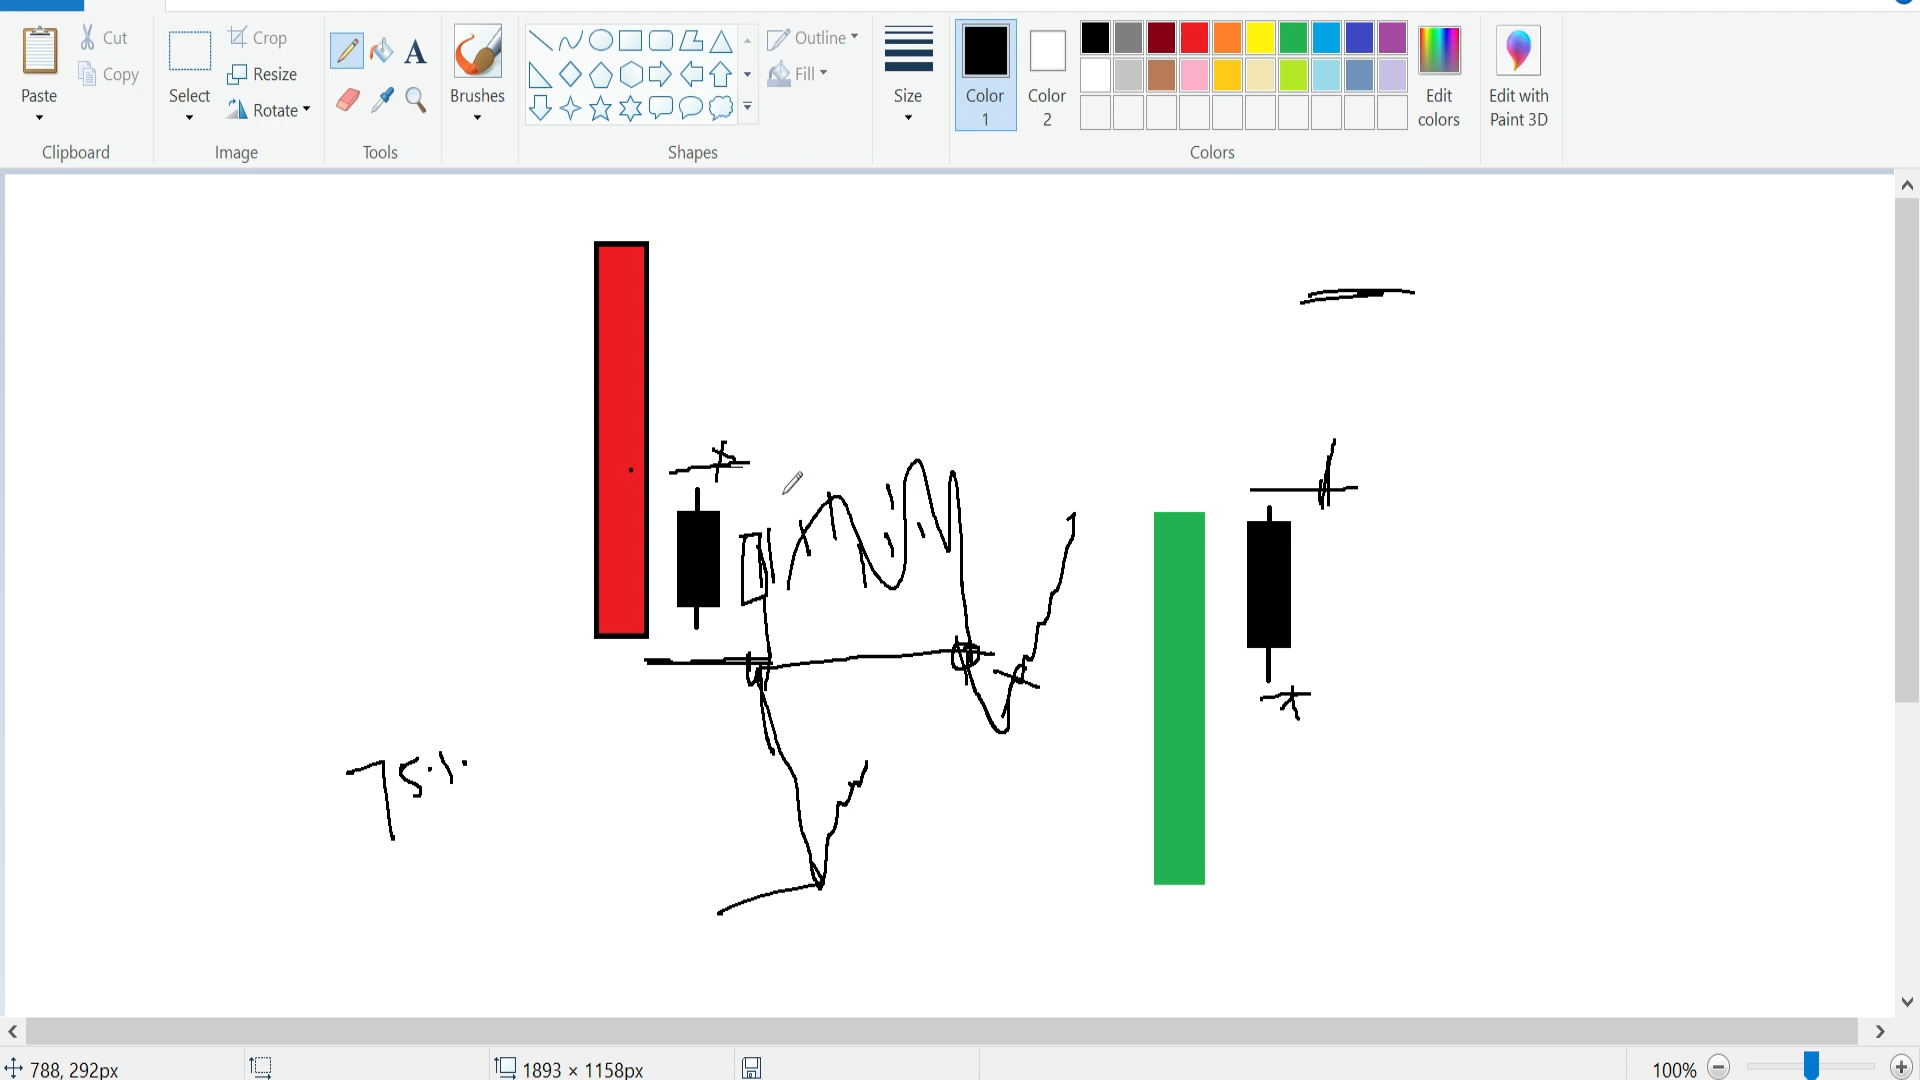 Paste
Cut
Copy
Clipboard
Select
Crop
Resize
Rotate
Image
A
Tools
Brushes
Outline
Fill
Shapes
Size
Color
1
Color
2
Edit
colors
Colors
Edit with
Paint 3D
75%
788, 292px
1893 × 1158px
100%